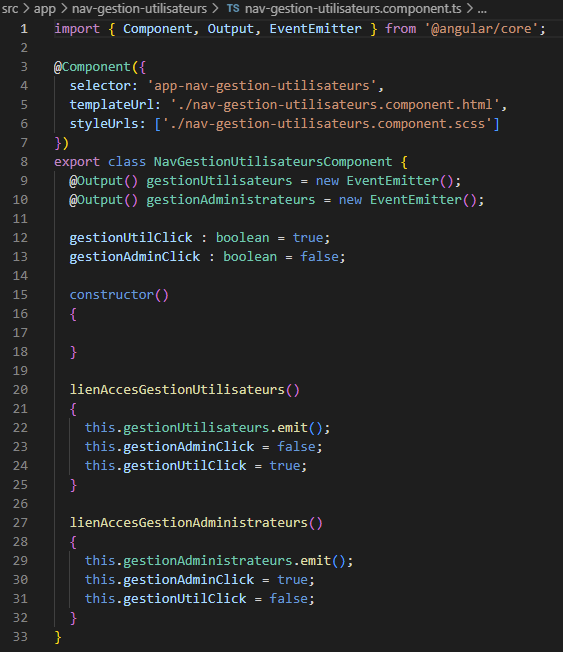 src > app > nav-gestion-utilisateurs > TS nav-gestion-utilisateurs.component.ts > ...
1 import { Component, Output, EventEmitter } from '@angular/core';
2
3 @Component({
4   selector: 'app-nav-gestion-utilisateurs',
5   templateUrl: './nav-gestion-utilisateurs.component.html',
6   styleUrls: ['./nav-gestion-utilisateurs.component.scss']
7 })
8 export class NavGestionUtilisateursComponent {
9   @Output() gestionUtilisateurs = new EventEmitter();
10   @Output() gestionAdministrateurs = new EventEmitter();
11
12   gestionUtilClick : boolean = true;
13   gestionAdminClick : boolean = false;
14
15   constructor()
16   {
17
18   }
19
20   lienAccesGestionUtilisateurs()
21   {
22     this.gestionUtilisateurs.emit();
23     this.gestionAdminClick = false;
24     this.gestionUtilClick = true;
25   }
26
27   lienAccesGestionAdministrateurs()
28   {
29     this.gestionAdministrateurs.emit();
30     this.gestionAdminClick = true;
31     this.gestionUtilClick = false;
32   }
33 }